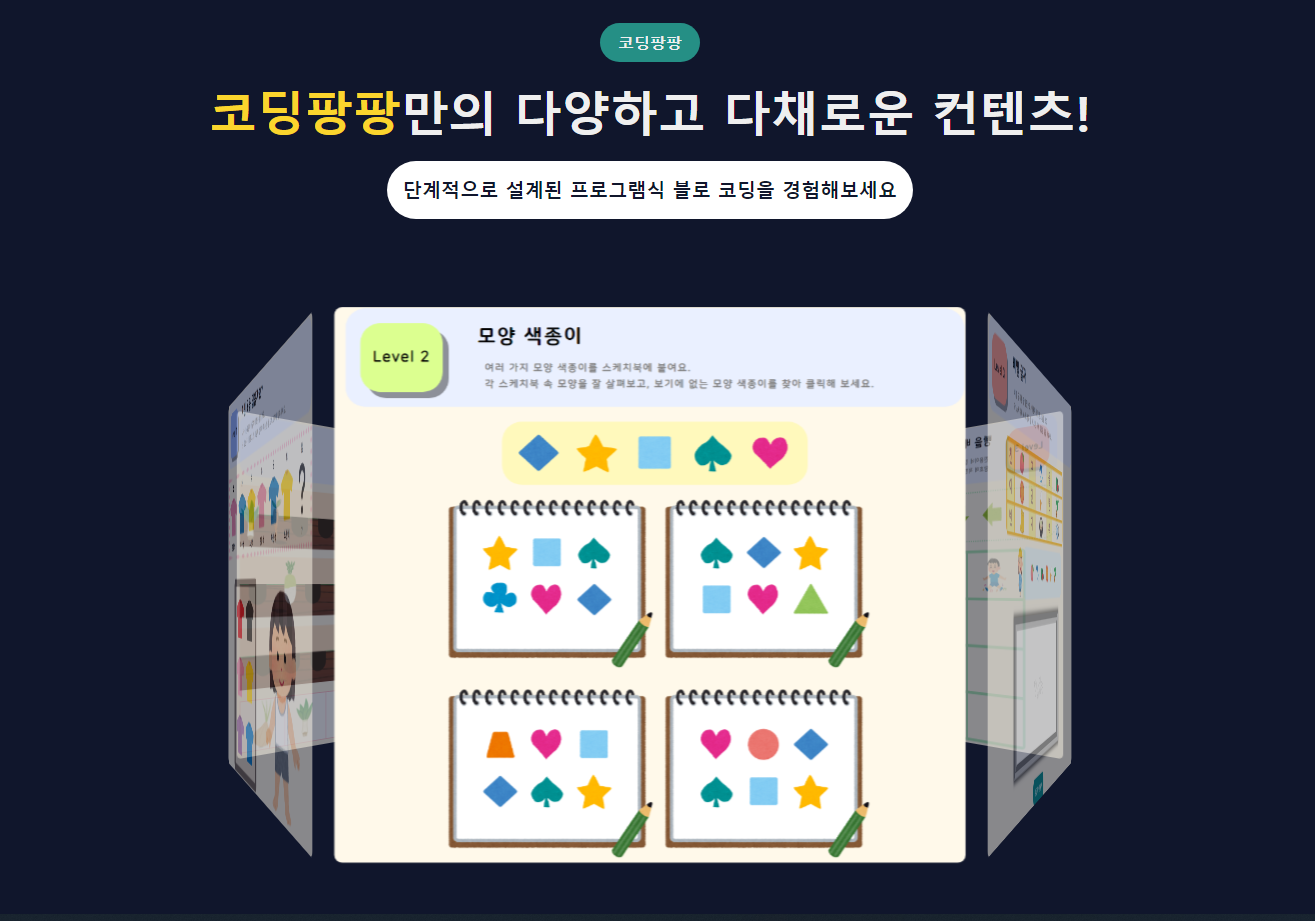 코딩팡팡
코딩팡팡만의 다양하고 다채로운 컨텐츠!
단계적으로 설계된 프로그램식 블로 코딩을 경험해보세요
Level 2
모양 색종이
여러 가지 모양 색종이를 스케치북에 붙여요.
각 스케치북 속 모양을 잘 살펴보고, 보기에 없는 모양 색종이를 찾아 클릭해 보세요.